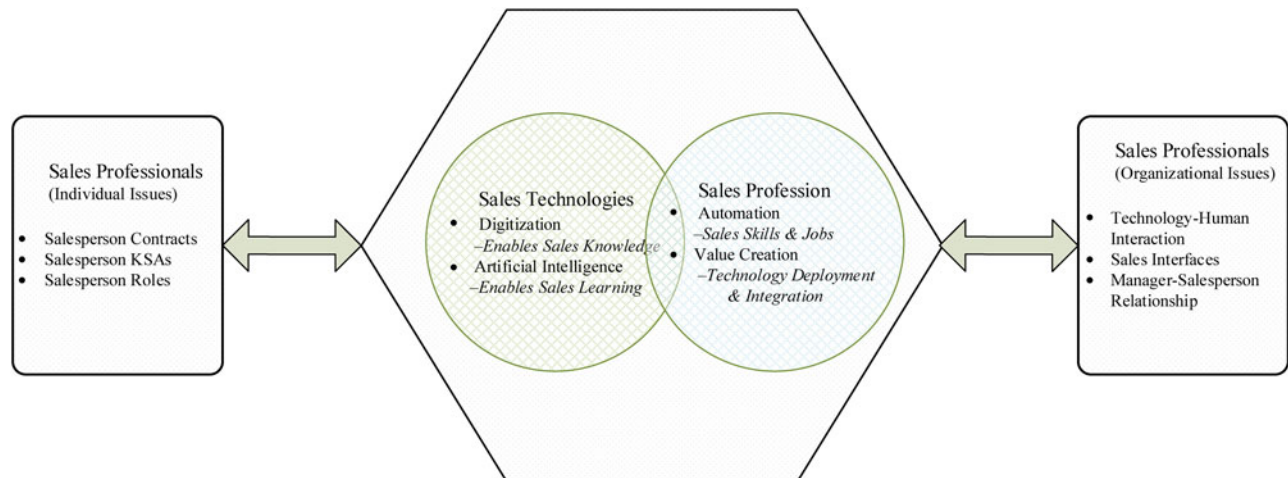 Sales Professionals
(Individual Issues)
• Salesperson Contracts
• Salesperson KSAs
• Salesperson Roles
Sales Technologies
• Digitization
–Enables Sales Knowledge
• Artificial Intelligence
–Enables Sales Learning
Sales Profession
• Automation
–Sales Skills & Jobs
• Value Creation
–Technology Deployment
& Integration
Sales Professionals
(Organizational Issues)
• Technology-Human
Interaction
• Sales Interfaces
• Manager-Salesperson
Relationship